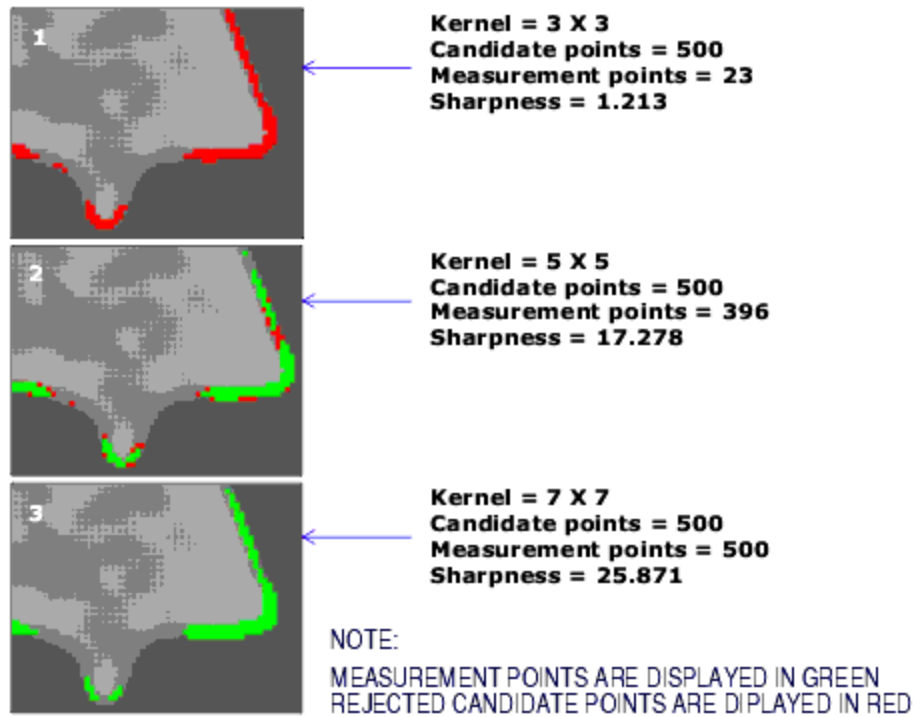 1
Kernel = 3 X 3
Candidate points = 500
Measurement points = 23
Sharpness = 1.213
2
Kernel = 5 X 5
Candidate points = 500
Measurement points = 396
Sharpness = 17.278
3
Kernel = 7 X 7
Candidate points = 500
Measurement points = 500
Sharpness = 25.871
NOTE:
MEASUREMENT POINTS ARE DISPLAYED IN GREEN
REJECTED CANDIDATE POINTS ARE DIPLAYED IN RED